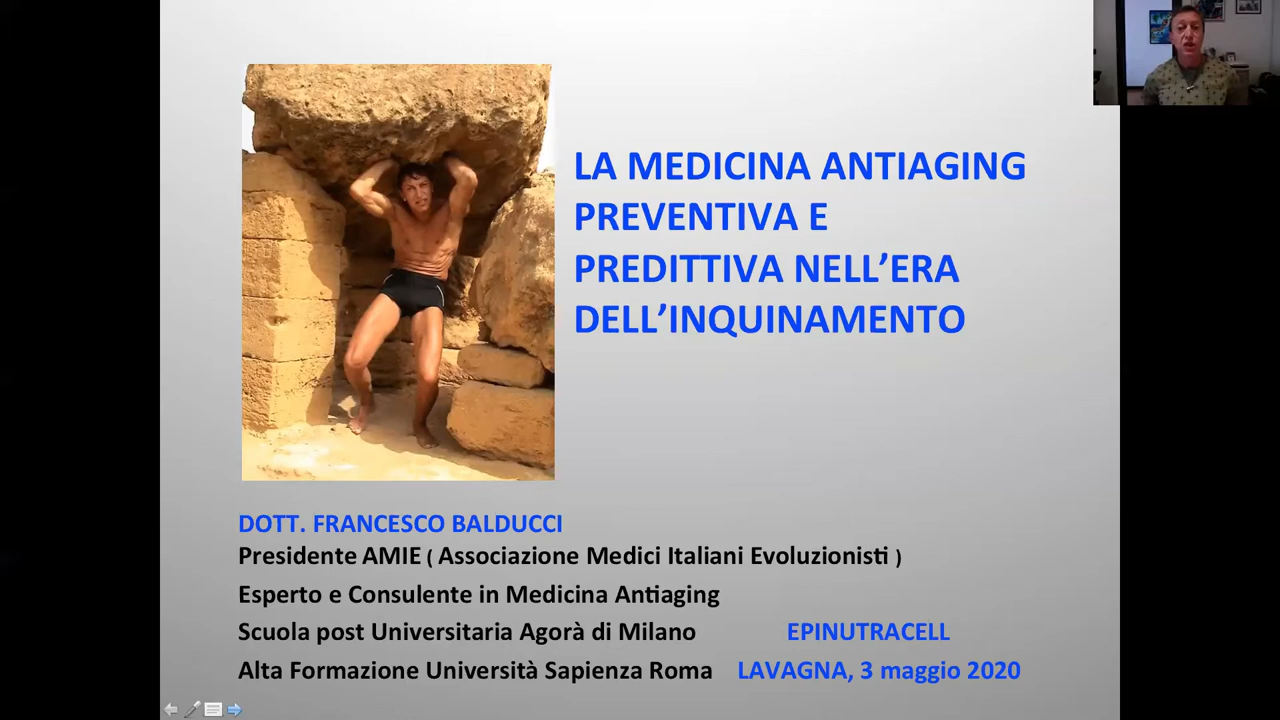 LA MEDICINA ANTIAGING
PREVENTIVA E
PREDITTIVA NELL’ERA
DELL’INQUINAMENTO
DOTT. FRANCESCO BALDUCCI
Presidente AMIE ( Associazione Medici Italiani Evoluzionisti )
Esperto e Consulente in Medicina Antiaging
Scuola post Universitaria Agorà di Milano EPINUTRACELL
Alta Formazione Università Sapienza Roma LAVAGNA, 3 maggio 2020